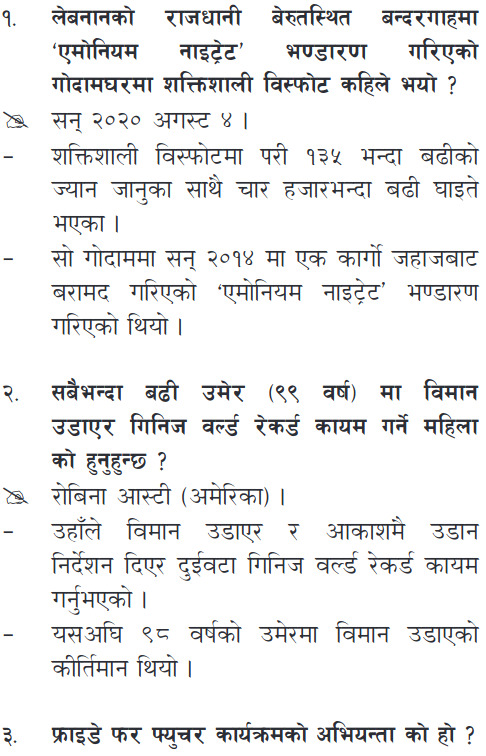 १. लेबनानको राजधानी बेरुतस्थित बन्दरगाहमा
‘एमोनियम नाइट्रेट’ भण्डारण गरिएको
गोदामघरमा शक्तिशाली विस्फोट कहिले भयो ?
सन् २०२० अगस्ट ४ ।
– शक्तिशाली विस्फोटमा परी १३५ भन्दा बढीको
ज्यान जानुका साथै चार हजारभन्दा बढी घाइते
भएका ।
– सो गोदाममा सन् २०१४ मा एक कार्गो जहाजबाट
बरामद गरिएको ‘एमोनियम नाइट्रेट’ भण्डारण
गरिएको थियो ।
२. सबैभन्दा बढी उमेर (९९ वर्ष) मा विमान
उडाएर गिनिज वर्ल्ड रेकर्ड कायम गर्ने महिला
को हुनुहुन्छ ?
रोबिना आस्टी (अमेरिका) ।
– उहाँले विमान उडाएर र आकाशमै उडान
निर्देशन दिएर दुईवटा गिनिज वर्ल्ड रेकर्ड कायम
गर्नुभएको ।
– यसअघि ९८ वर्षको उमेरमा विमान उडाएको
कीर्तिमान थियो ।
३. फ्राइडे फर फ्युचर कार्यक्रमको अभियन्ता को हो ?